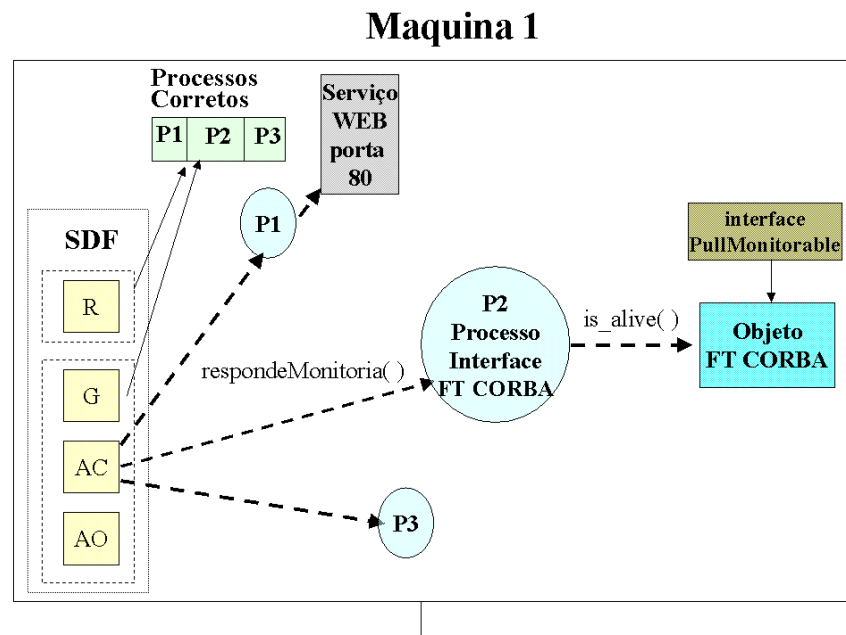 Maquina 1
Processos
Corretos
P1 P2 P3
Serviço
WEB
porta
80
SDF
R
G
AC
AO
P1
respondeMonitoria( )
P2
Processo
Interface
FT CORBA
P3
is_alive( )
interface
PullMonitorable
Objeto
FT CORBA